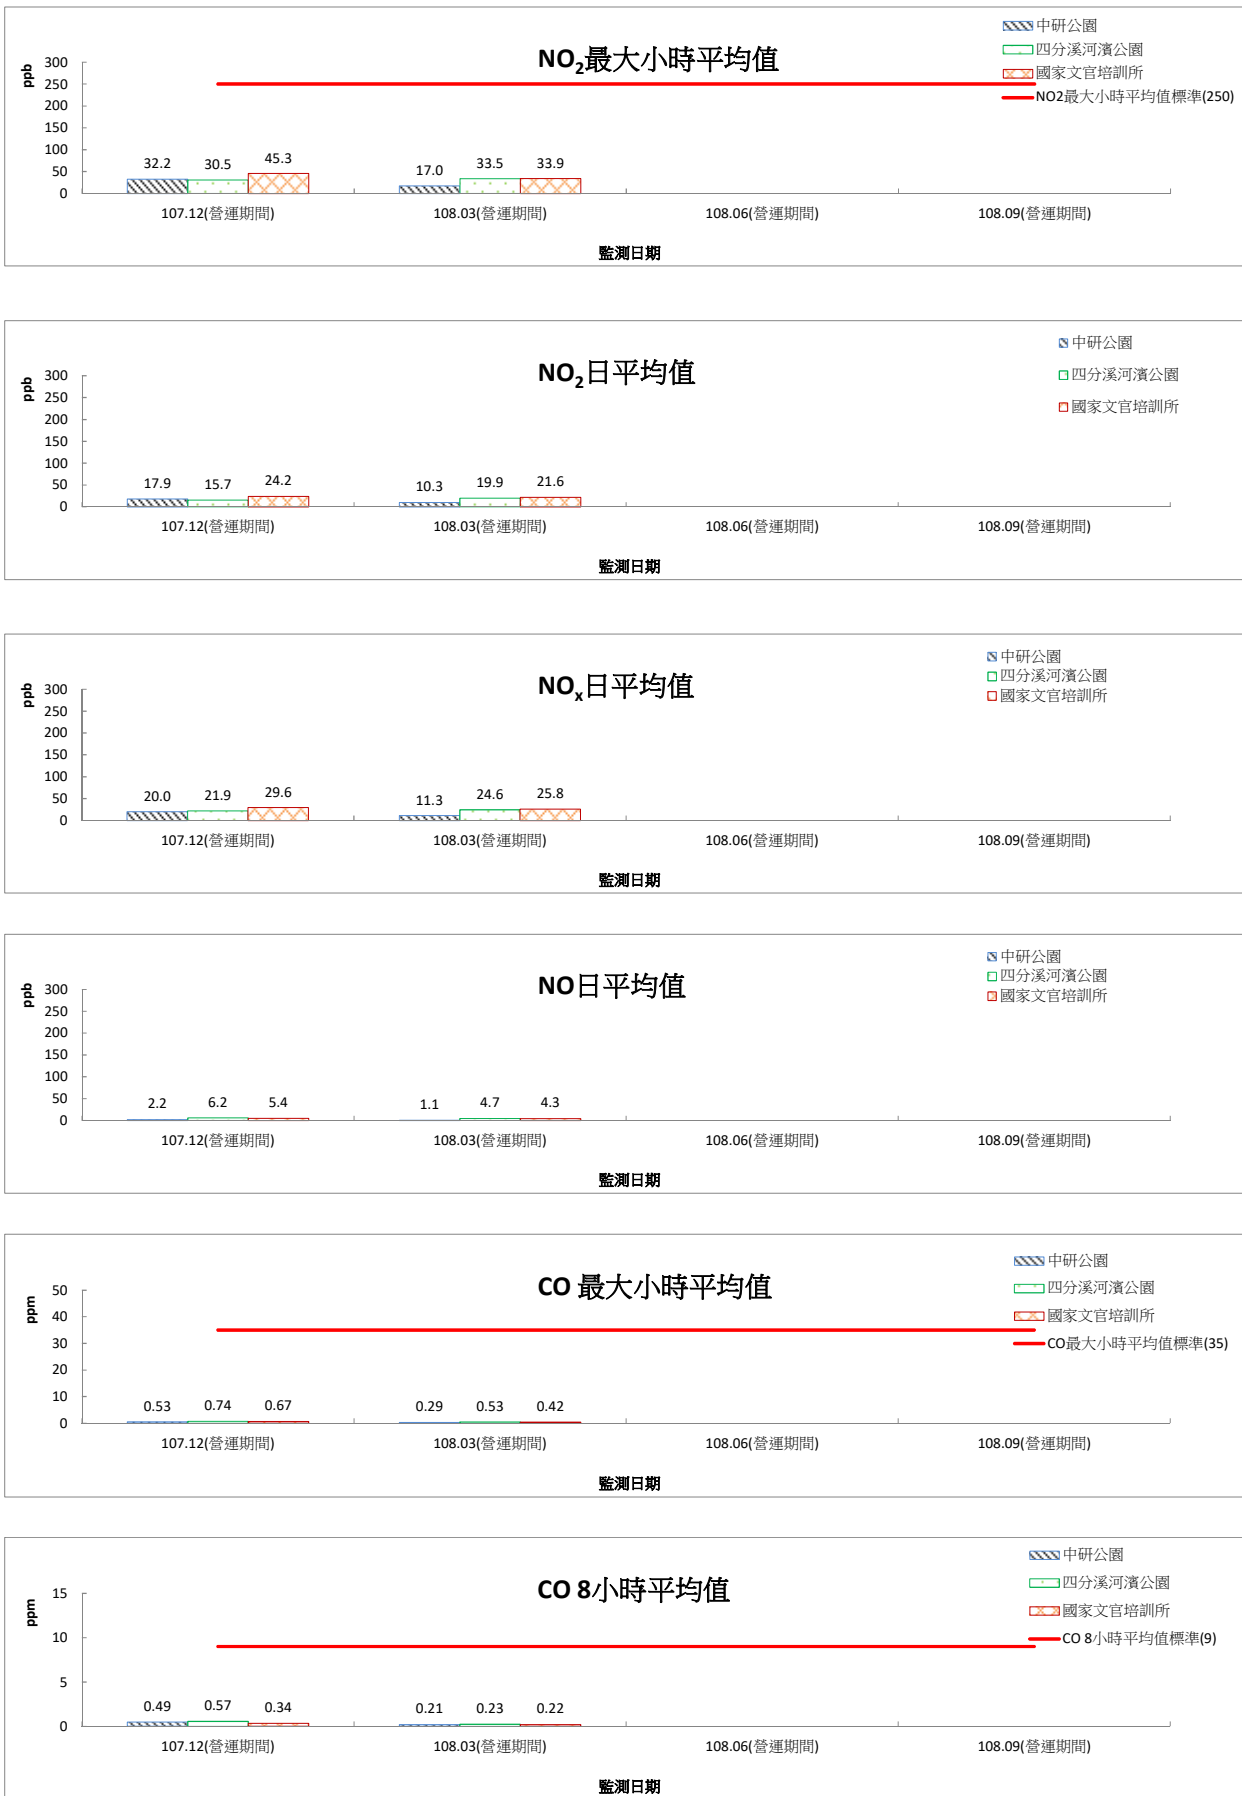 NO2最大小時平均值
中研公園
四分溪河濱公園
國家文官培訓所
NO2最大小時平均值標準(250)
ppb
300
250
200
150
100
50
0
32.2 30.5 45.3 17.0 33.5 33.9
107.12(營運期間) 108.03(營運期間) 108.06(營運期間) 108.09(營運期間)
監測日期
NO2日平均值
中研公園
四分溪河濱公園
國家文官培訓所
ppb
300
250
200
150
100
50
0
17.9 15.7 24.2 10.3 19.9 21.6
107.12(營運期間) 108.03(營運期間) 108.06(營運期間) 108.09(營運期間)
監測日期
NOx日平均值
中研公園
四分溪河濱公園
國家文官培訓所
ppb
300
250
200
150
100
50
0
20.0 21.9 29.6 11.3 24.6 25.8
107.12(營運期間) 108.03(營運期間) 108.06(營運期間) 108.09(營運期間)
監測日期
NO日平均值
中研公園
四分溪河濱公園
國家文官培訓所
ppb
300
250
200
150
100
50
0
2.2 6.2 5.4 1.1 4.7 4.3
107.12(營運期間) 108.03(營運期間) 108.06(營運期間) 108.09(營運期間)
監測日期
CO 最大小時平均值
中研公園
四分溪河濱公園
國家文官培訓所
CO最大小時平均值標準(35)
ppm
50
40
30
20
10
0
0.53 0.74 0.67 0.29 0.53 0.42
107.12(營運期間) 108.03(營運期間) 108.06(營運期間) 108.09(營運期間)
監測日期
CO 8小時平均值
中研公園
四分溪河濱公園
國家文官培訓所
CO 8小時平均值標準(9)
ppm
15
10
5
0
0.49 0.57 0.34 0.21 0.23 0.22
107.12(營運期間) 108.03(營運期間) 108.06(營運期間) 108.09(營運期間)
監測日期